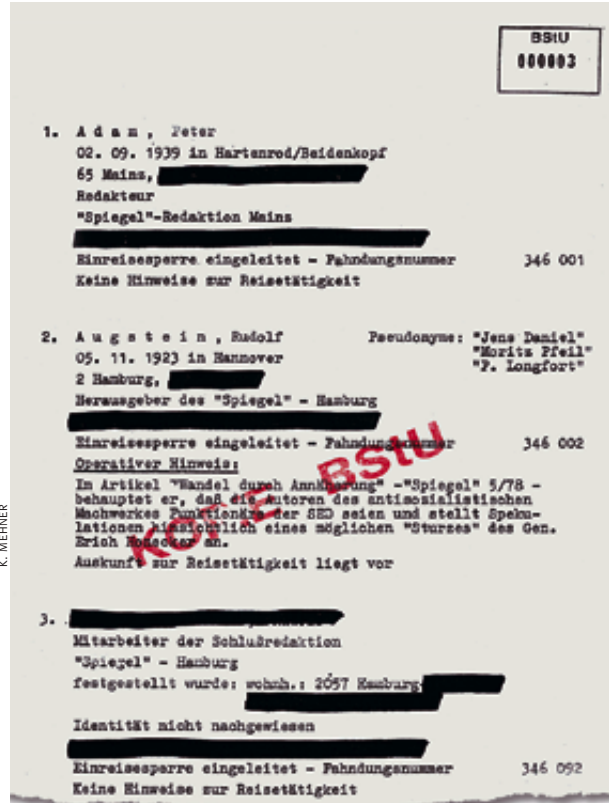 BStU
000003
1. Adam, Peter
02. 09. 1939 in Hartenrod/Beidenkopf
65 Mainz,
Redakteur
"Spiegel"-Redaktion Mainz
Einreisesperre eingeleitet - Fahndungsnummer 346 001
Keine Hinweise zur Reisetätigkeit
2. Augstein, Rudolf Pseudonyme: "Jens Daniel"
"Moritz Pfeil"
05. 11. 1923 in Hannover "P. Longfort"
2 Hamburg,
Herausgeber des "Spiegel" - Hamburg
Einreisesperre eingeleitet - Fahndungsnummer 346 002
Operativer Hinweis:
In Artikel "Wandel durch Annäherung" -"Spiegel" 5/78 -
behauptet er, daß die Autoren des antisozialistischen
Machwerkes Funktionäre der SED seien und stellt Speku-
lationen hinsichtlich eines möglichen "Sturzes" des Gen.
Erich Honecker an.
Auskunft zur Reisetätigkeit liegt vor
KOPIE BStU
3.
Mitarbeiter der Schlußredaktion
"Spiegel" - Hamburg
festgestellt wurde: wohnh.: 2057 Hamburg
Identität nicht nachgewiesen
Einreisesperre eingeleitet - Fahndungsnummer 346 092
Keine Hinweise zur Reisetätigkeit
K. MEHNER